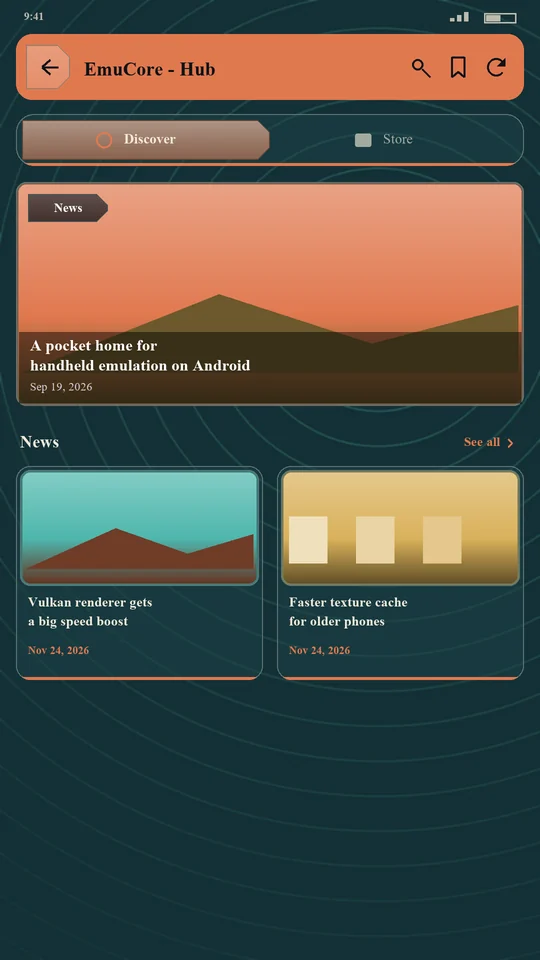 9:41
EmuCore - Hub
Discover
Store
News
A pocket home for
handheld emulation on Android
Sep 19, 2026
News
See all
Vulkan renderer gets
a big speed boost
Nov 24, 2026
Faster texture cache
for older phones
Nov 24, 2026